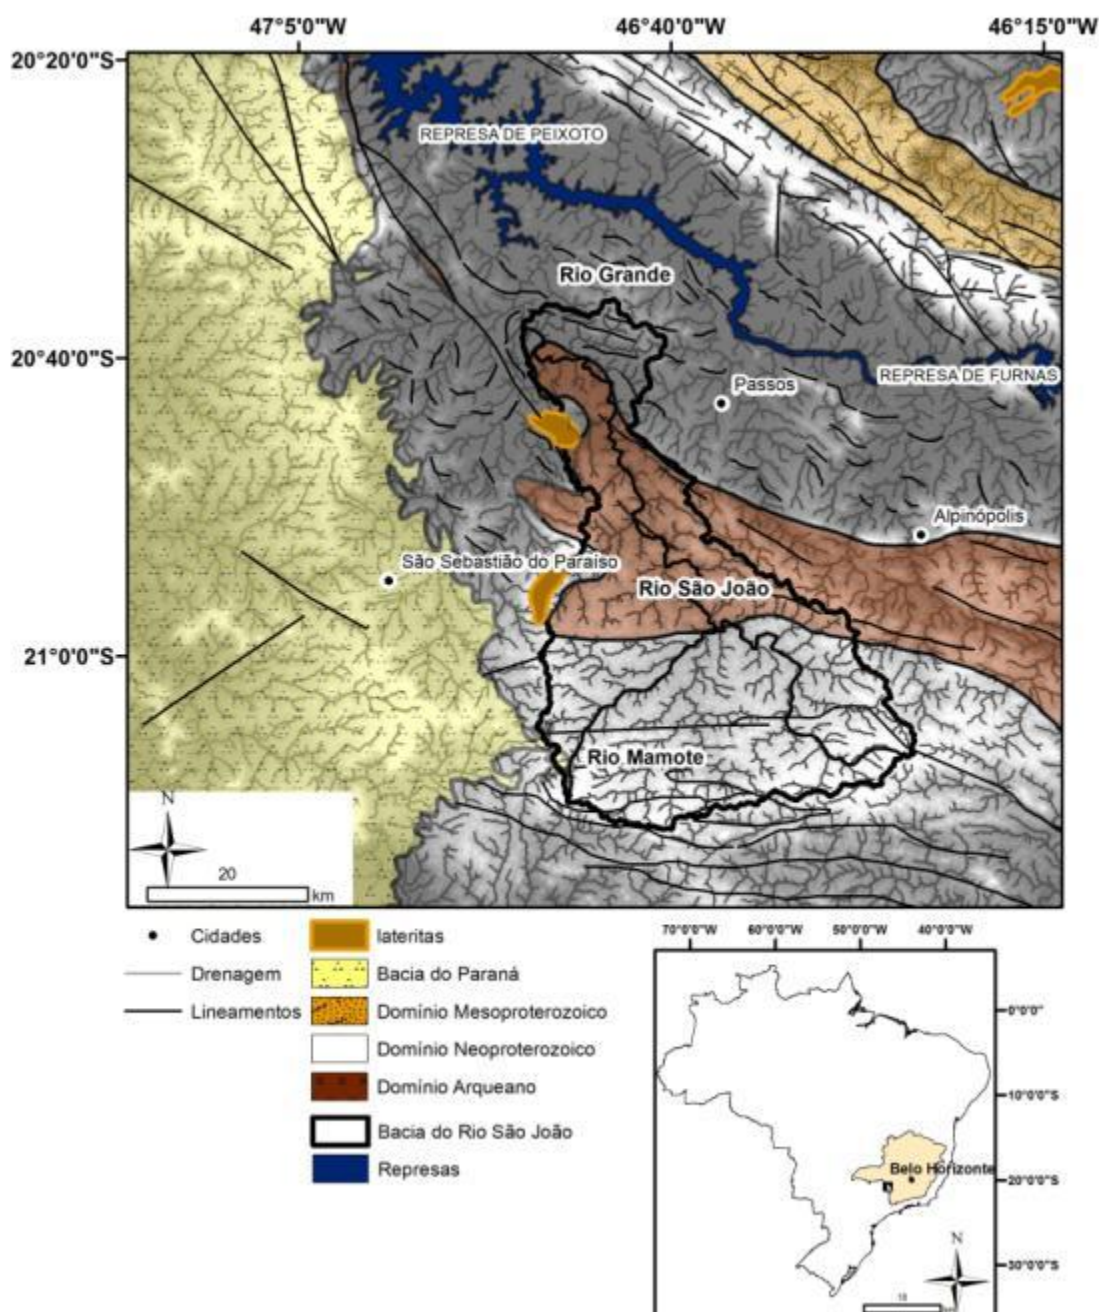 47°5'0"W
46°40'0"W
46°15'0"W
20°20'0"S
REPRESA DE PEIXOTO
Rio Grande
20°40'0"S
Passos
REPRESA DE FURNAS
Alpinópolis
São Sebastião do Paraíso
Rio São João
21°0'0"S
Rio Mamote
N
20
km
Cidades
Drenagem
Lineamentos
lateritas
Bacia do Paraná
Domínio Mesoproterozoico
Domínio Neoproterozoico
Domínio Arqueano
Bacia do Rio São João
Represas
70°0'0"W
60°0'0"W
50°0'0"W
40°0'0"W
0°0'0"
10°0'0"S
Belo Horizonte
20°0'0"S
N
30°0'0"S